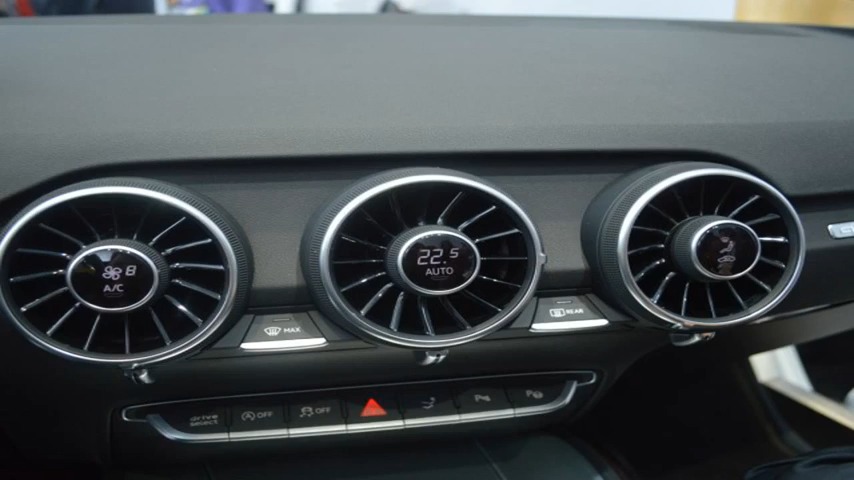 8
A/C
22.5
AUTO
MAX
REAR
drive
select
OFF
OFF